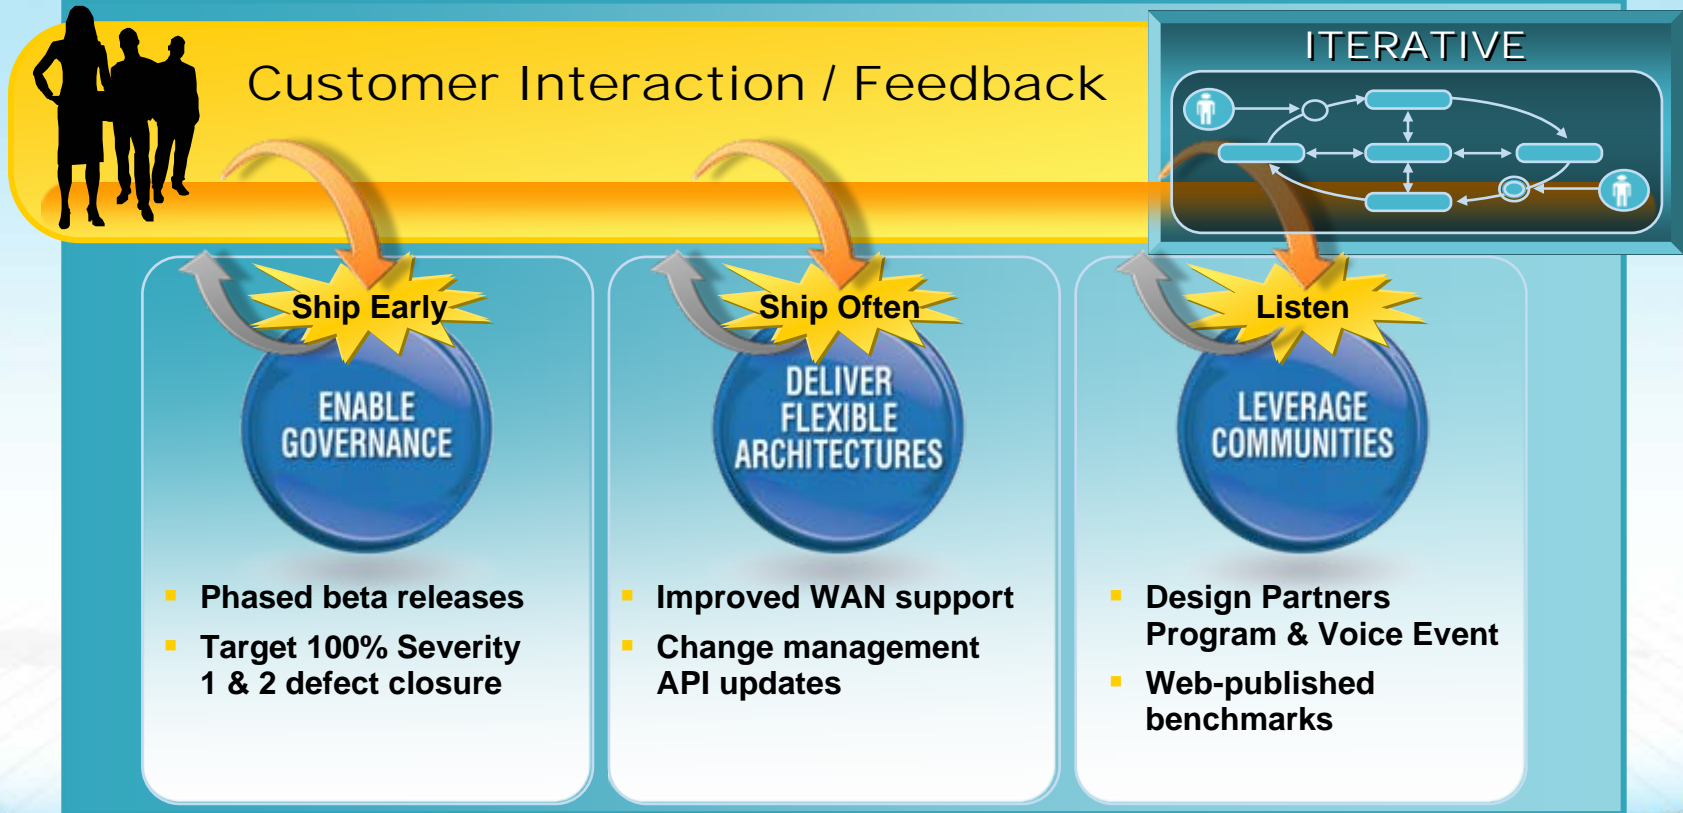 Customer Interaction / Feedback
ITERATIVE
Ship Early
ENABLE
GOVERNANCE
▪ Phased beta releases
▪ Target 100% Severity
1 & 2 defect closure
Ship Often
DELIVER
FLEXIBLE
ARCHITECTURES
▪ Improved WAN support
▪ Change management
API updates
Listen
LEVERAGE
COMMUNITIES
▪ Design Partners
Program & Voice Event
▪ Web-published
benchmarks